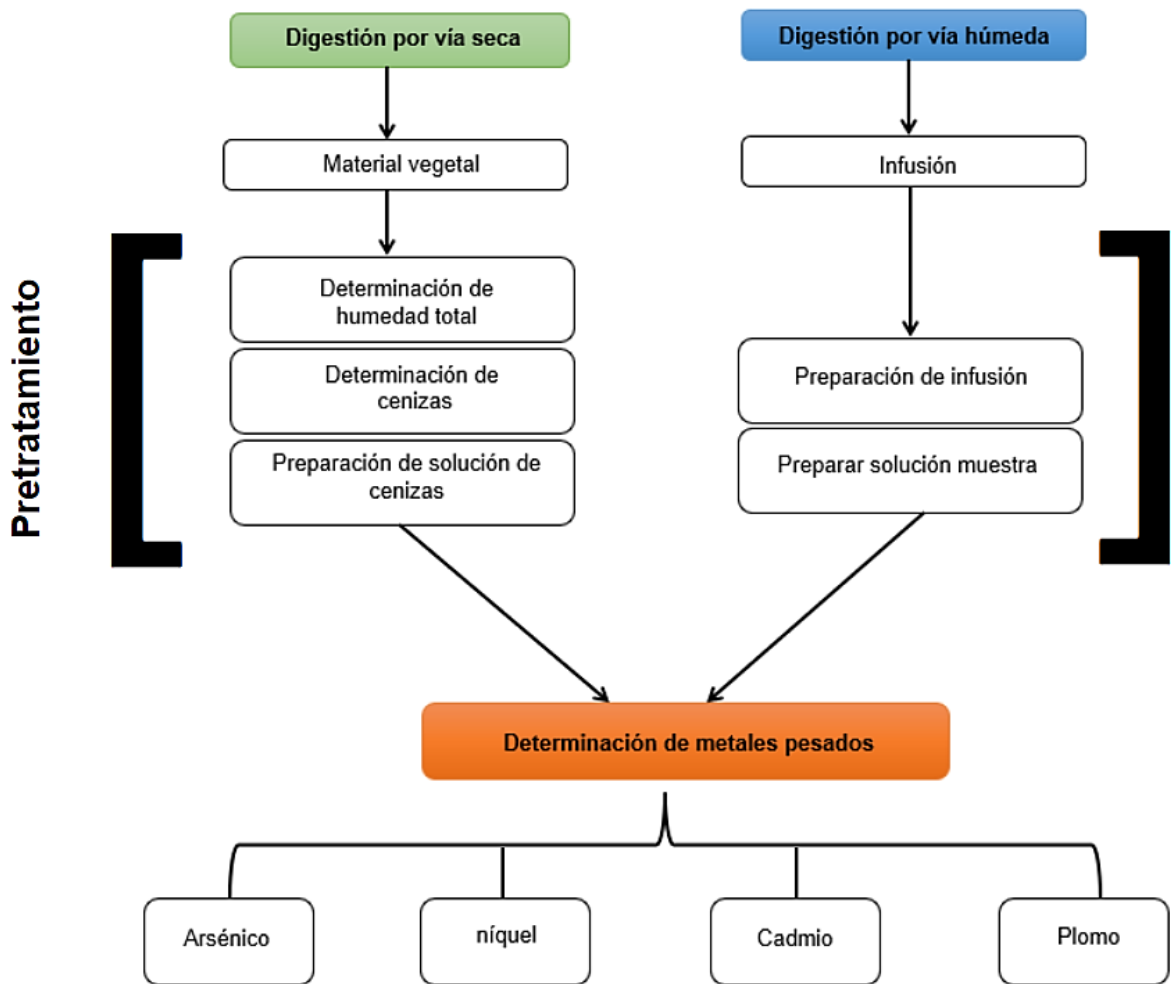 Digestión por vía seca
Digestión por vía húmeda
Material vegetal
Infusión
Pretratamiento
Determinación de
humedad total
Determinación de
cenizas
Preparación de solución de
cenizas
Preparación de infusión
Preparar solución muestra
Determinación de metales pesados
Arsénico
níquel
Cadmio
Plomo